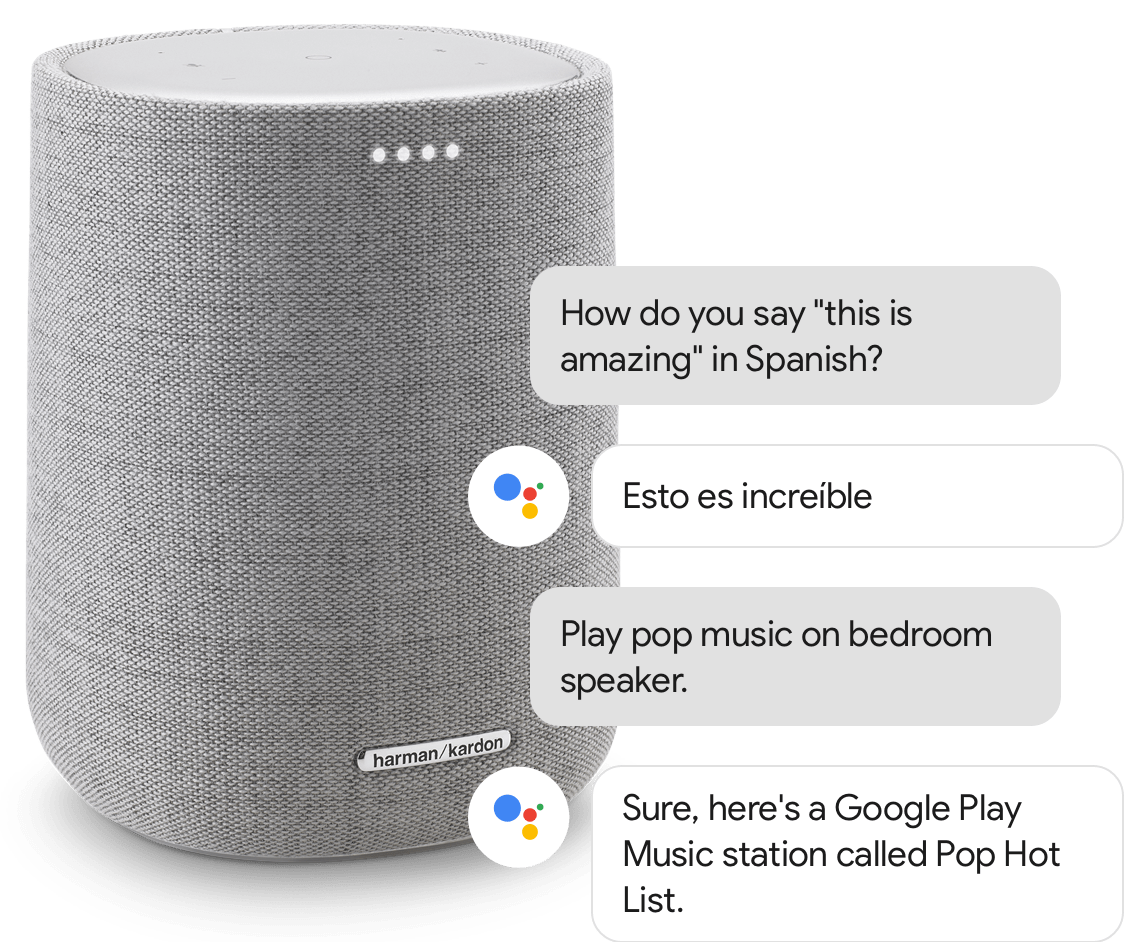 How do you say "this is
amazing" in Spanish?
Esto es increíble
Play pop music on bedroom
speaker.
harman/kardon
Sure, here's a Google Play
Music station called Pop Hot
List.